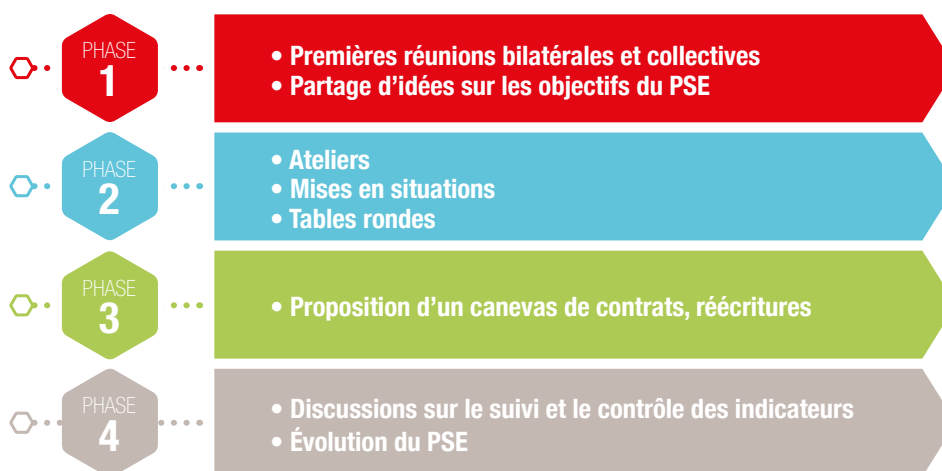 PHASE
1
• Premières réunions bilatérales et collectives
• Partage d’idées sur les objectifs du PSE
PHASE
2
• Ateliers
• Mises en situations
• Tables rondes
PHASE
3
• Proposition d’un canevas de contrats, réécritures
PHASE
4
• Discussions sur le suivi et le contrôle des indicateurs
• Évolution du PSE